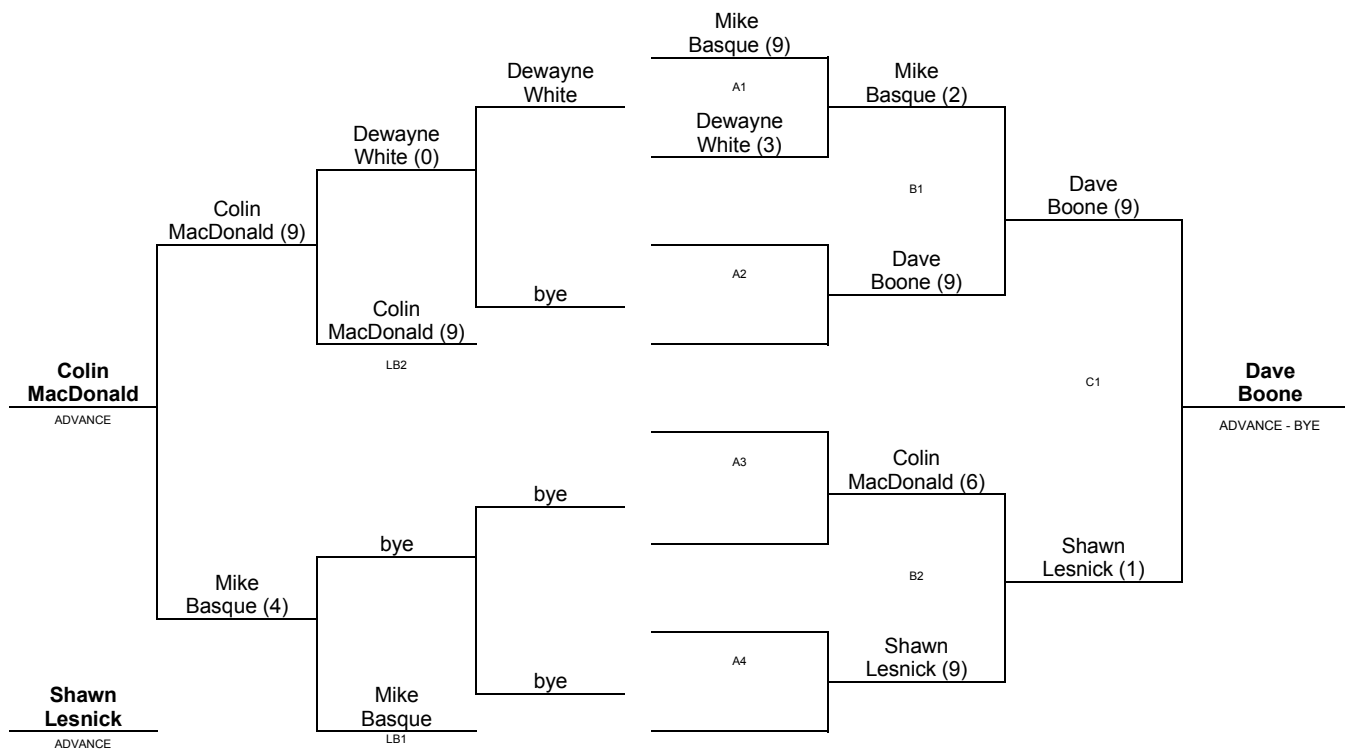 Mike
Basque (9)
Dewayne
White
A1
Mike
Basque (2)
Dewayne
White (0)
Dewayne
White (3)
B1
Dave
Boone (9)
Colin
MacDonald (9)
A2
Dave
Boone (9)
bye
Colin
MacDonald (9)
LB2
Colin
MacDonald
ADVANCE
C1
Dave
Boone
ADVANCE - BYE
A3
Colin
MacDonald (6)
bye
bye
Shawn
Lesnick (1)
B2
Mike
Basque (4)
A4
Shawn
Lesnick (9)
bye
Shawn
Lesnick
ADVANCE
Mike
Basque
LB1